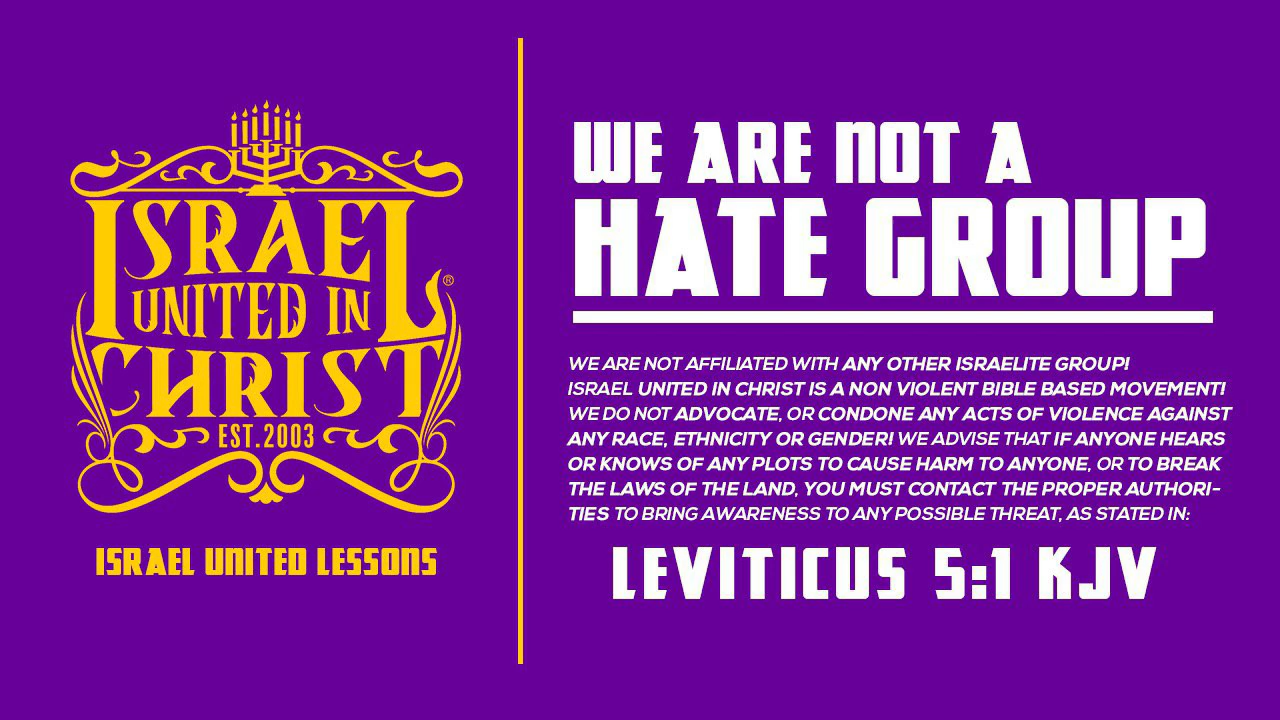 ISRAEL
UNITED IN
CHRIST
®
EST.2003
ISRAEL UNITED LESSONS
WE ARE NOT A
HATE GROUP
WE ARE NOT AFFILIATED WITH ANY OTHER ISRAELITE GROUP!
ISRAEL UNITED IN CHRIST IS A NON VIOLENT BIBLE BASED MOVEMENT!
WE DO NOT ADVOCATE, OR CONDONE ANY ACTS OF VIOLENCE AGAINST
ANY RACE, ETHNICITY OR GENDER! WE ADVISE THAT IF ANYONE HEARS
OR KNOWS OF ANY PLOTS TO CAUSE HARM TO ANYONE, OR TO BREAK
THE LAWS OF THE LAND, YOU MUST CONTACT THE PROPER AUTHORI-
TIES TO BRING AWARENESS TO ANY POSSIBLE THREAT, AS STATED IN:
LEVITICUS 5:1 KJV